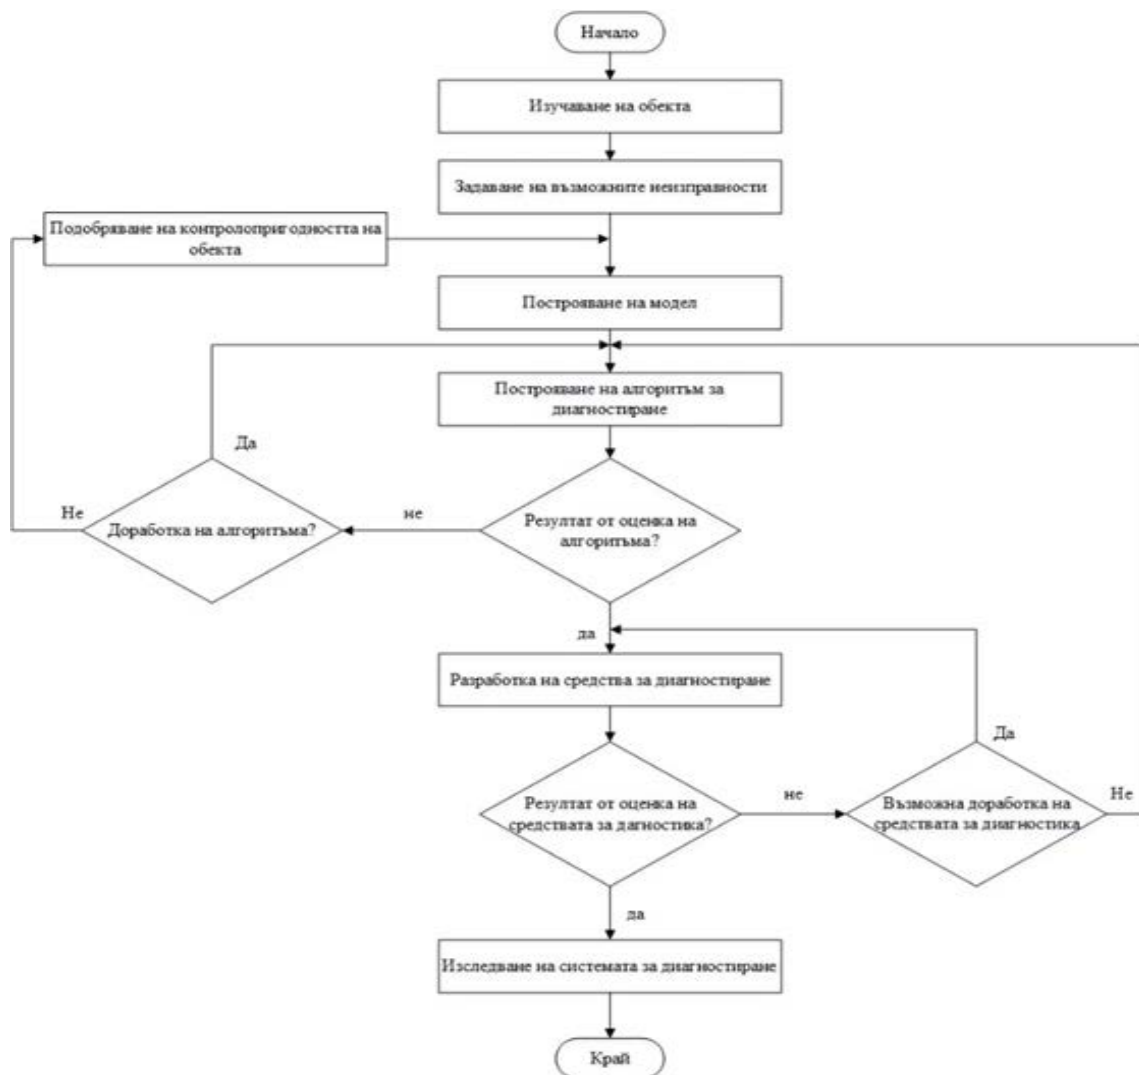 Начало
Изучаване на обекта
Задаване на възможните неизправности
Подобряване на контролопригодността на
обекта
Построяване на модел
Построяване на алгоритъм за
диагностиране
Да
Не
Доработка на алгоритъма?
не
Резултат от оценка на
алгоритъма?
да
Разработка на средства за диагностиране
Да
Резултат от оценка на
средствата за дагностика?
не
Възможна доработка на
средствата за диагностика
Не
да
Изследване на системата за диагностиране
Край